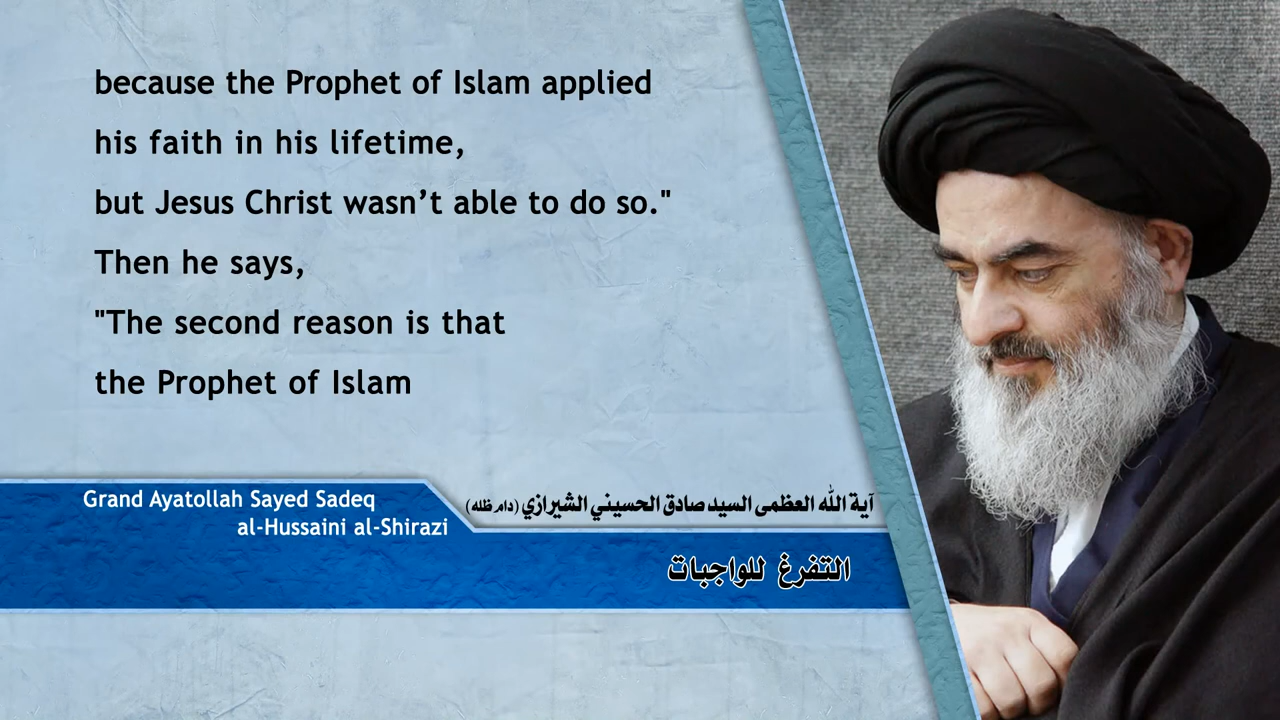 because the Prophet of Islam applied
his faith in his lifetime,
but Jesus Christ wasn’t able to do so."
Then he says,
"The second reason is that
the Prophet of Islam
Grand Ayatollah Sayed Sadeq
al-Hussaini al-Shirazi
آية الله العظمى السيد صادق الحسيني الشيرازي (دام ظله)
التفرغ للواجبات